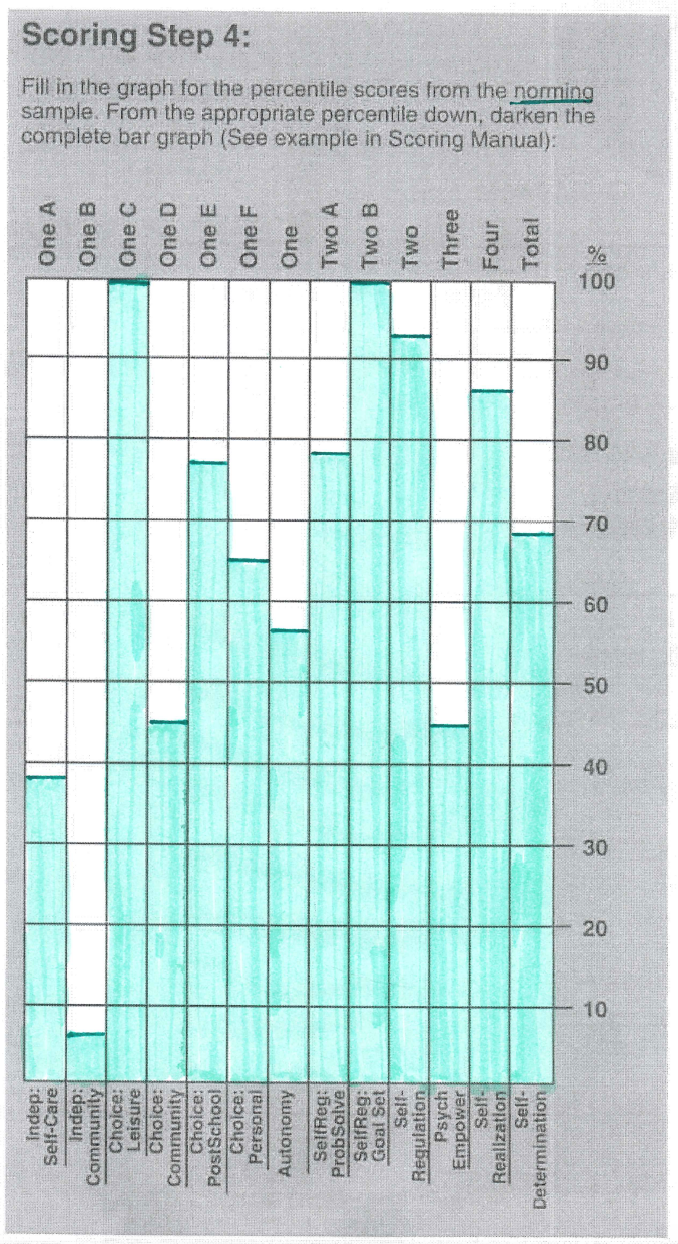 Scoring Step 4:
Fill in the graph for the percentile scores from the norming
sample. From the appropriate percentile down, darken the
complete bar graph (See example in Scoring Manual):
One A
One B
One C
One D
One E
One F
One
Two A
Two B
Two
Three
Four
Total
%
100
90
80
70
60
50
40
30
20
10
Indep:
Self-Care
Indep:
Community
Choice:
Leisure
Choice:
Community
Choice:
PostSchool
Choice:
Personal
Autonomy
SelfReg:
ProbSolve
SelfReg:
Goal Set
Self-
Regulation
Psych
Empower
Self-
Realization
Self-
Determination